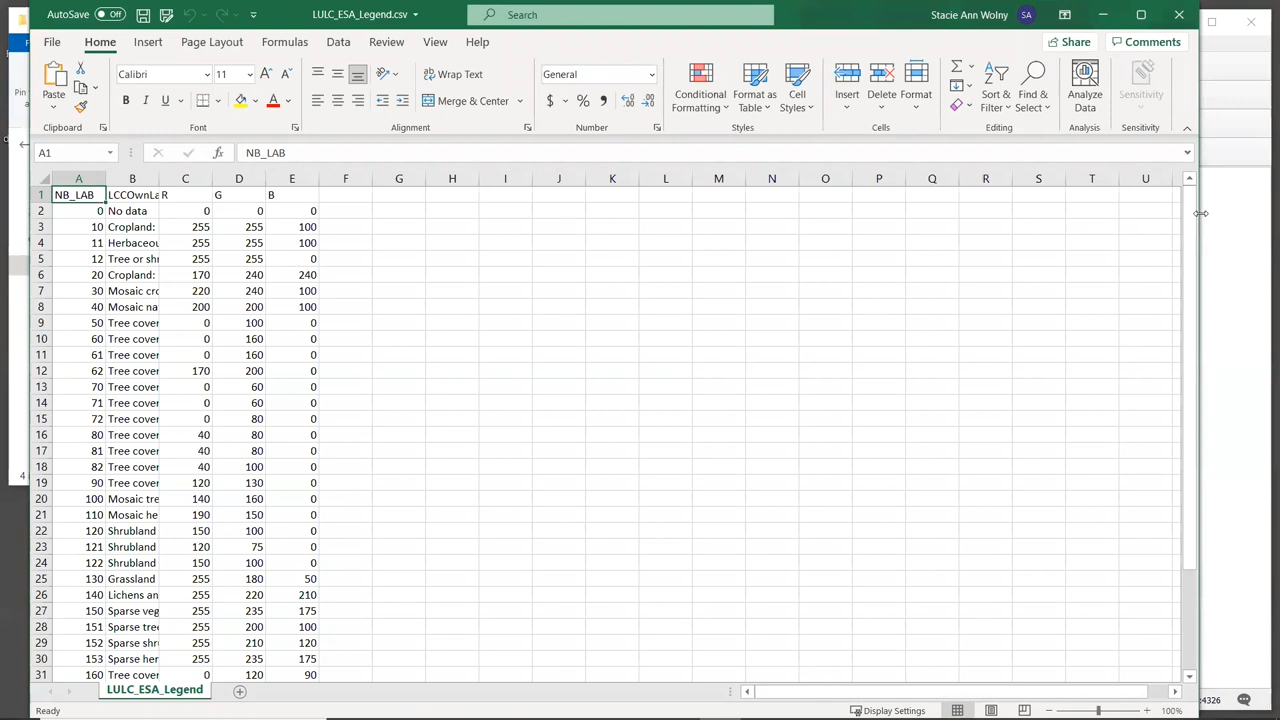 AutoSave Off LULC_ESA_Legend.csv Search Stacie Ann Wolny SA
File Home Insert Page Layout Formulas Data Review View Help Share Comments
Paste Calibri 11 Wrap Text Merge & Center General Conditional Formatting Format as Table Cell Styles Insert Delete Format Sort & Filter Find & Select Analyze Data Sensitivity
Clipboard Font Alignment Number Styles Cells Editing Analysis Sensitivity
A1 fx NB_LAB
A B C D E F G H I J K L M N O P Q R S T U
1 NB_LAB LCCOwnLa R G B
2 0 No data 0 0 0
3 10 Cropland: 255 255 100
4 11 Herbaceou 255 255 100
5 12 Tree or shr 255 255 0
6 20 Cropland: 170 240 240
7 30 Mosaic cro 220 240 100
8 40 Mosaic na 200 200 100
9 50 Tree cover 0 100 0
10 60 Tree cover 0 160 0
11 61 Tree cover 0 160 0
12 62 Tree cover 170 200 0
13 70 Tree cover 0 60 0
14 71 Tree cover 0 60 0
15 72 Tree cover 0 80 0
16 80 Tree cover 40 80 0
17 81 Tree cover 40 80 0
18 82 Tree cover 40 100 0
19 90 Tree cover 120 130 0
20 100 Mosaic tre 140 160 0
21 110 Mosaic he 190 150 0
22 120 Shrubland 150 100 0
23 121 Shrubland 120 75 0
24 122 Shrubland 150 100 0
25 130 Grassland 255 180 50
26 140 Lichens an 255 220 210
27 150 Sparse veg 255 235 175
28 151 Sparse tree 255 200 100
29 152 Sparse shr 255 210 120
30 153 Sparse her 255 235 175
31 160 Tree cover 0 120 90
LULC_ESA_Legend
Ready Display Settings 100%
Pin
4
:4326